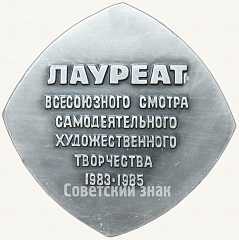 ЛАУРЕАТ
ВСЕСОЮЗНОГО СМОТРА
САМОДЕЯТЕЛЬНОГО
ХУДОЖЕСТВЕННОГО
ТВОРЧЕСТВА
1983-1985
Советский знак